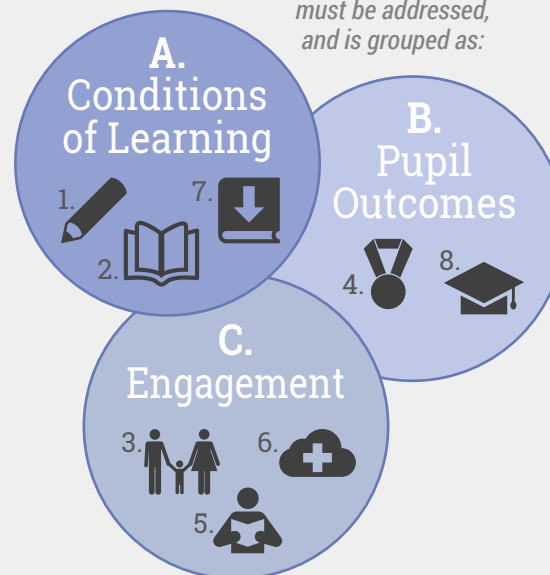 must be addressed,
and is grouped as:
A.
Conditions
of Learning
1.
7.
2.
B.
Pupil
Outcomes
4.
8.
C.
Engagement
3.
6.
5.